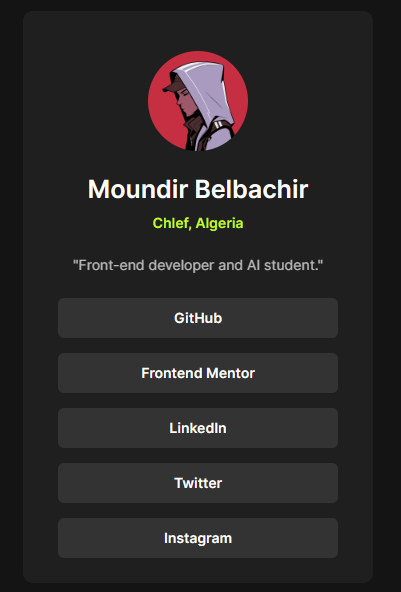 Moundir Belbachir
Chlef, Algeria
"Front-end developer and AI student."
GitHub
Frontend Mentor
LinkedIn
Twitter
Instagram